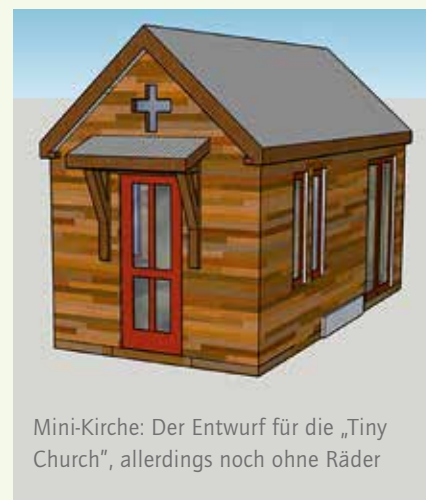 Mini-Kirche: Der Entwurf für die „Tiny
Church”, allerdings noch ohne Räder